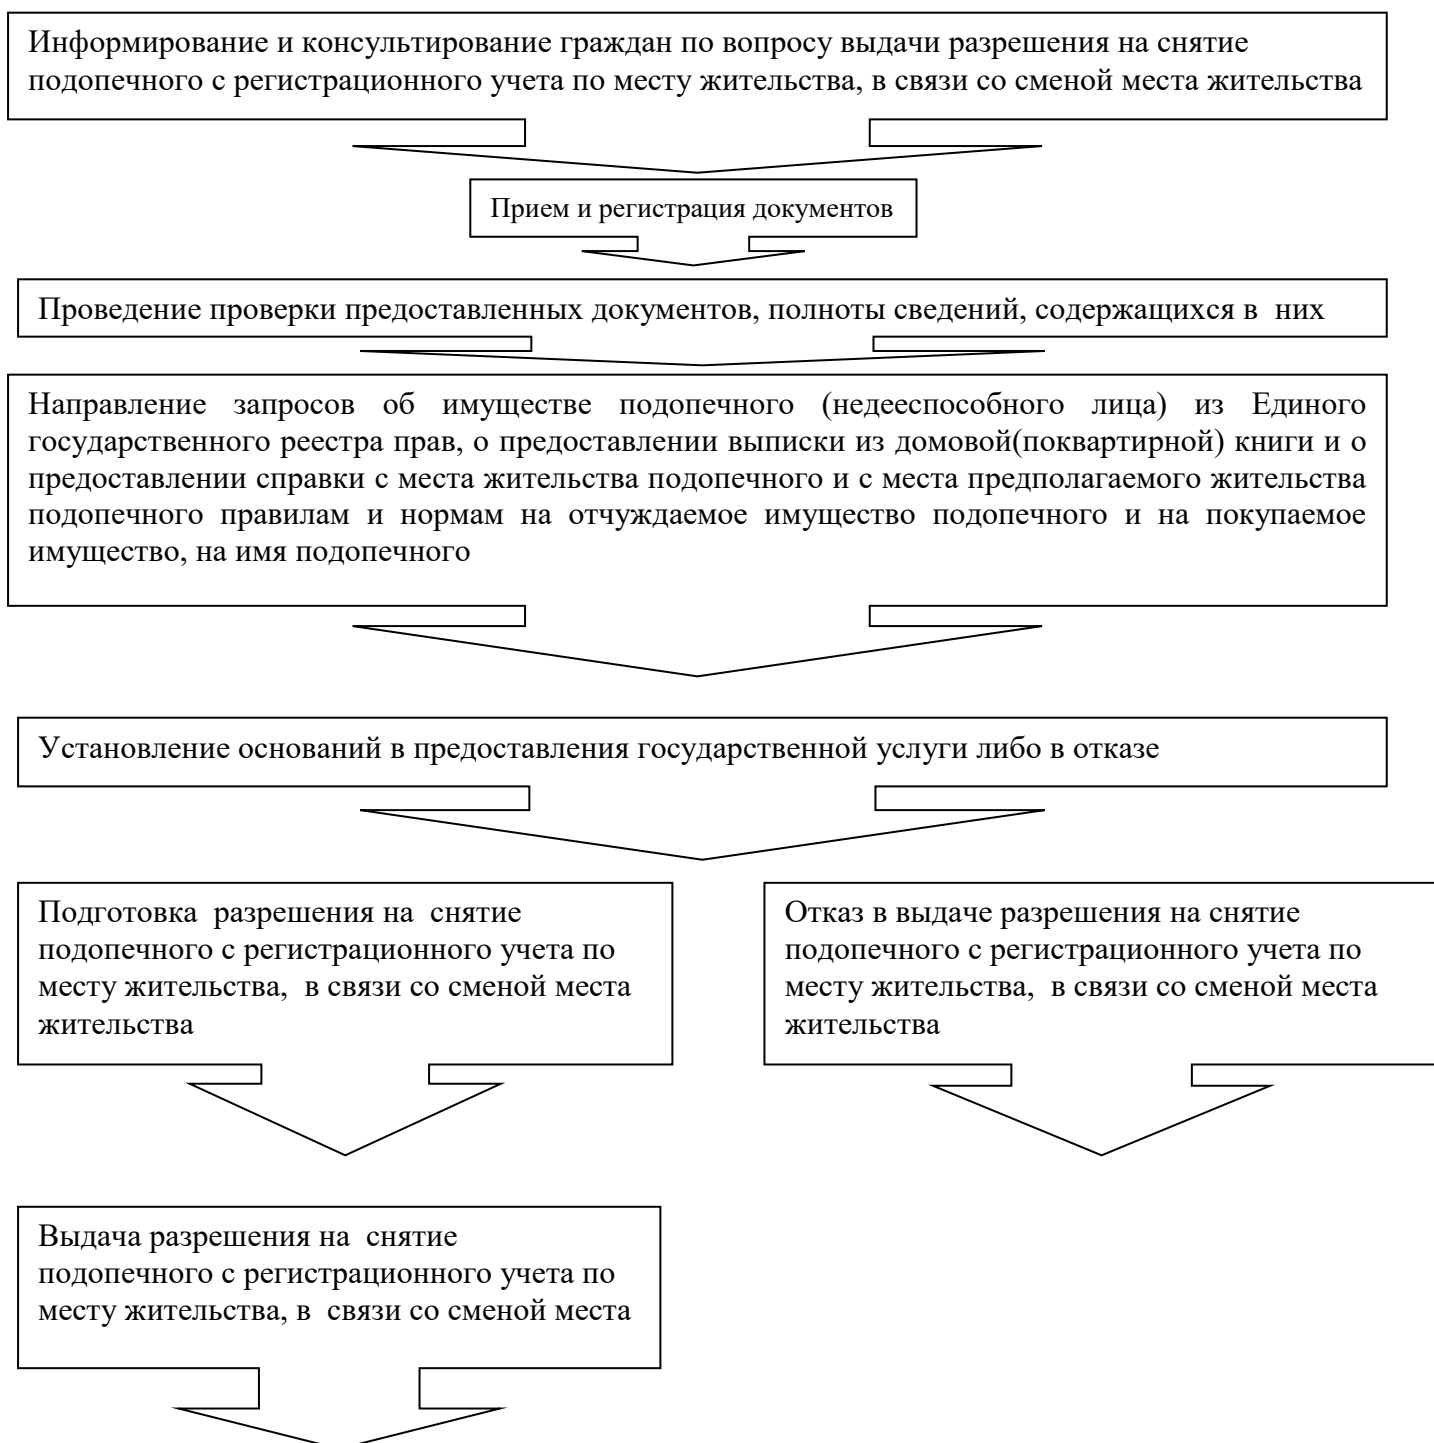 Информирование и консультирование граждан по вопросу выдачи разрешения на снятие
подопечного с регистрационного учета по месту жительства, в связи со сменой места жительства
Прием и регистрация документов
Проведение проверки предоставленных документов, полноты сведений, содержащихся в  них
Направление запросов об имуществе подопечного (недееспособного лица) из Единого
государственного реестра прав, о предоставлении выписки из домовой(поквартирной) книги и о
предоставлении справки с места жительства подопечного и с места предполагаемого жительства
подопечного правилам и нормам на отчуждаемое имущество подопечного и на покупаемое
имущество, на имя подопечного
Установление оснований в предоставления государственной услуги либо в отказе
Подготовка  разрешения на  снятие
подопечного с регистрационного учета по
месту жительства,  в связи со сменой места
жительства
Отказ в выдаче разрешения на снятие
подопечного с регистрационного учета по
месту жительства,  в связи со сменой места
жительства
Выдача разрешения на  снятие
подопечного с регистрационного учета по
месту жительства, в  связи со сменой места